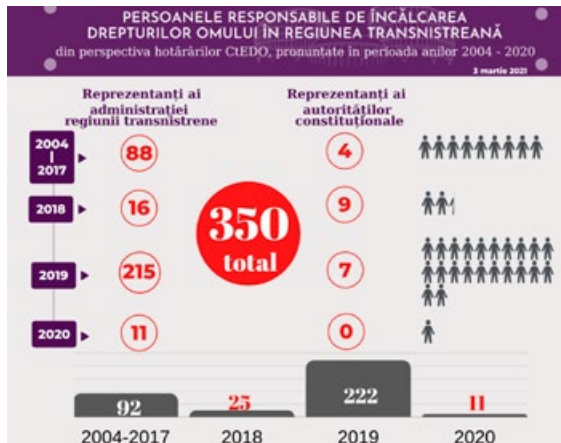 PERSOANELE RESPONSABILE DE ÎNCĂLCAREA
DREPTURILOR OMULUI ÎN REGIUNEA TRANSNISTREANĂ
din perspectiva hotărârilor CtEDO, pronunțate în perioada anilor 2004 - 2020
3 martie 2021
Reprezentanți ai
administrației
regiunii transnistrene
Reprezentanți ai
autorităților
constituționale
2004
|
2017
88
4
2018
16
9
350
total
2019
215
7
2020
11
0
92
25
222
11
2004-2017
2018
2019
2020